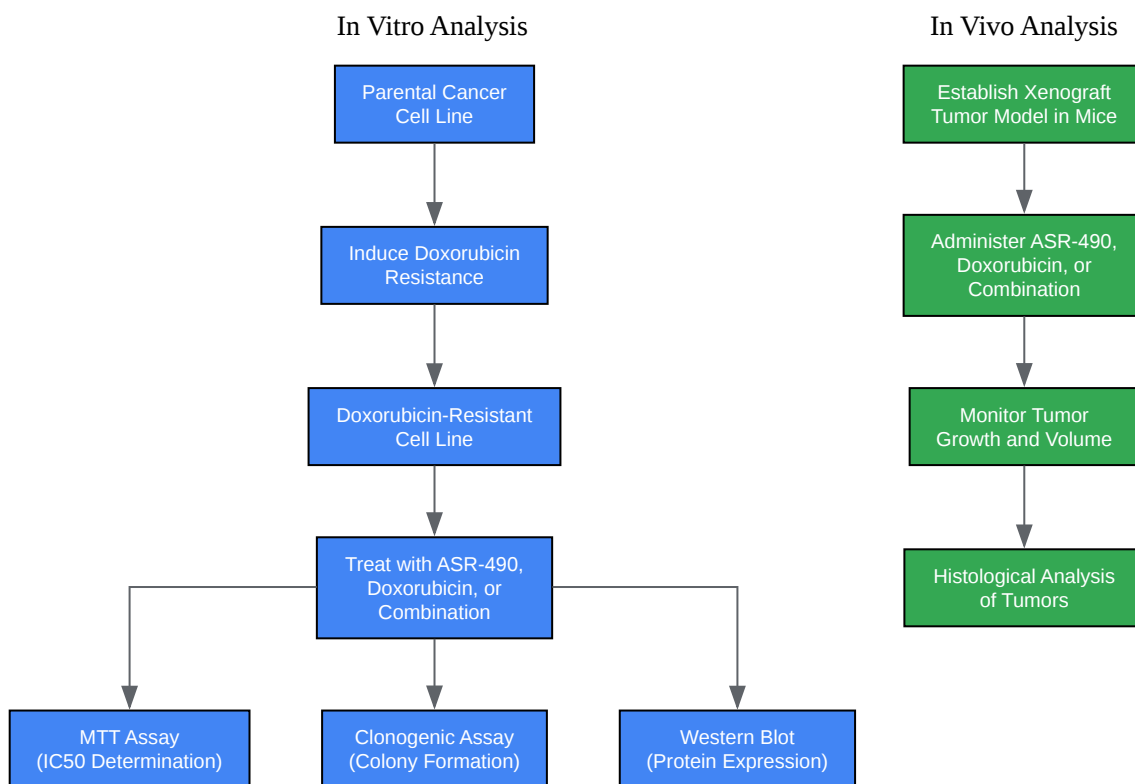 In Vitro Analysis
Parental Cancer
Cell Line
Induce Doxorubicin
Resistance
Doxorubicin-Resistant
Cell Line
Treat with ASR-490,
Doxorubicin, or
Combination
MTT Assay
(IC50 Determination)
Clonogenic Assay
(Colony Formation)
Western Blot
(Protein Expression)
In Vivo Analysis
Establish Xenograft
Tumor Model in Mice
Administer ASR-490,
Doxorubicin, or
Combination
Monitor Tumor
Growth and Volume
Histological Analysis
of Tumors